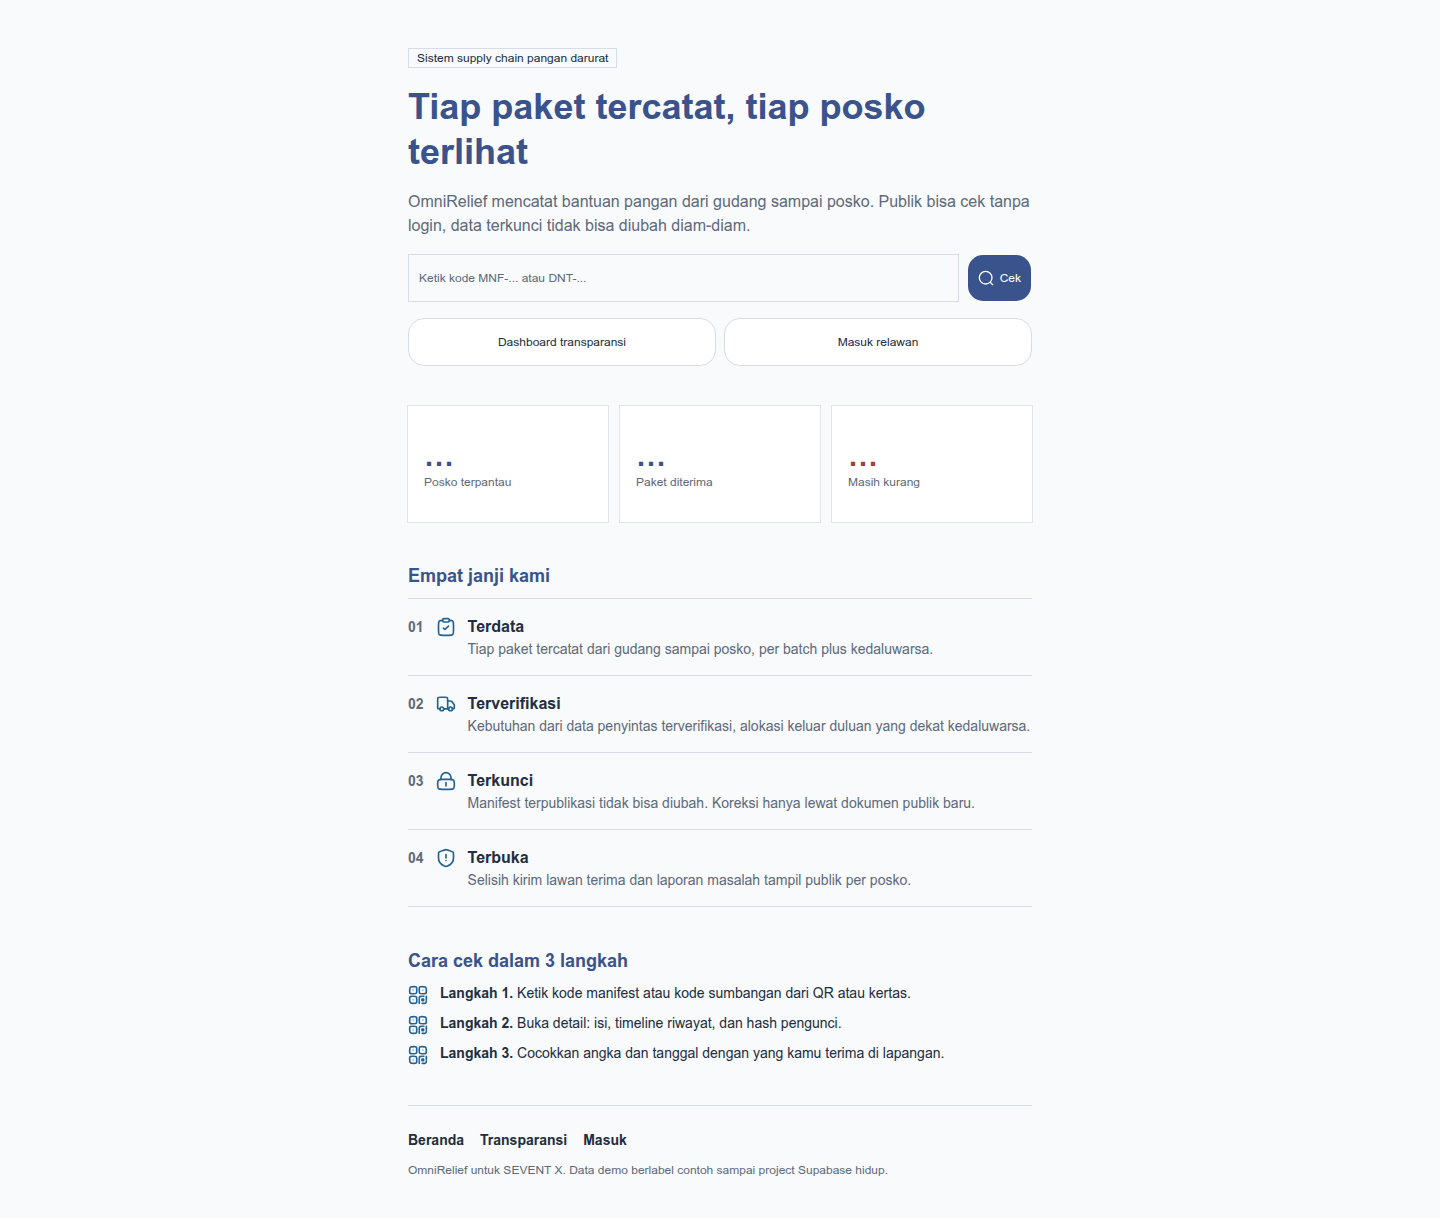 Sistem supply chain pangan darurat
Tiap paket tercatat, tiap posko
terlihat
OmniRelief mencatat bantuan pangan dari gudang sampai posko. Publik bisa cek tanpa
login, data terkunci tidak bisa diubah diam-diam.
Ketik kode MNF-... atau DNT-...
Cek
Dashboard transparansi
Masuk relawan
...
Posko terpantau
...
Paket diterima
...
Masih kurang
Empat janji kami
01 Terdata
Tiap paket tercatat dari gudang sampai posko, per batch plus kedaluwarsa.
02 Terverifikasi
Kebutuhan dari data penyintas terverifikasi, alokasi keluar duluan yang dekat kedaluwarsa.
03 Terkunci
Manifest terpublikasi tidak bisa diubah. Koreksi hanya lewat dokumen publik baru.
04 Terbuka
Selisih kirim lawan terima dan laporan masalah tampil publik per posko.
Cara cek dalam 3 langkah
Langkah 1. Ketik kode manifest atau kode sumbangan dari QR atau kertas.
Langkah 2. Buka detail: isi, timeline riwayat, dan hash pengunci.
Langkah 3. Cocokkan angka dan tanggal dengan yang kamu terima di lapangan.
Beranda Transparansi Masuk
OmniRelief untuk SEVENT X. Data demo berlabel contoh sampai project Supabase hidup.